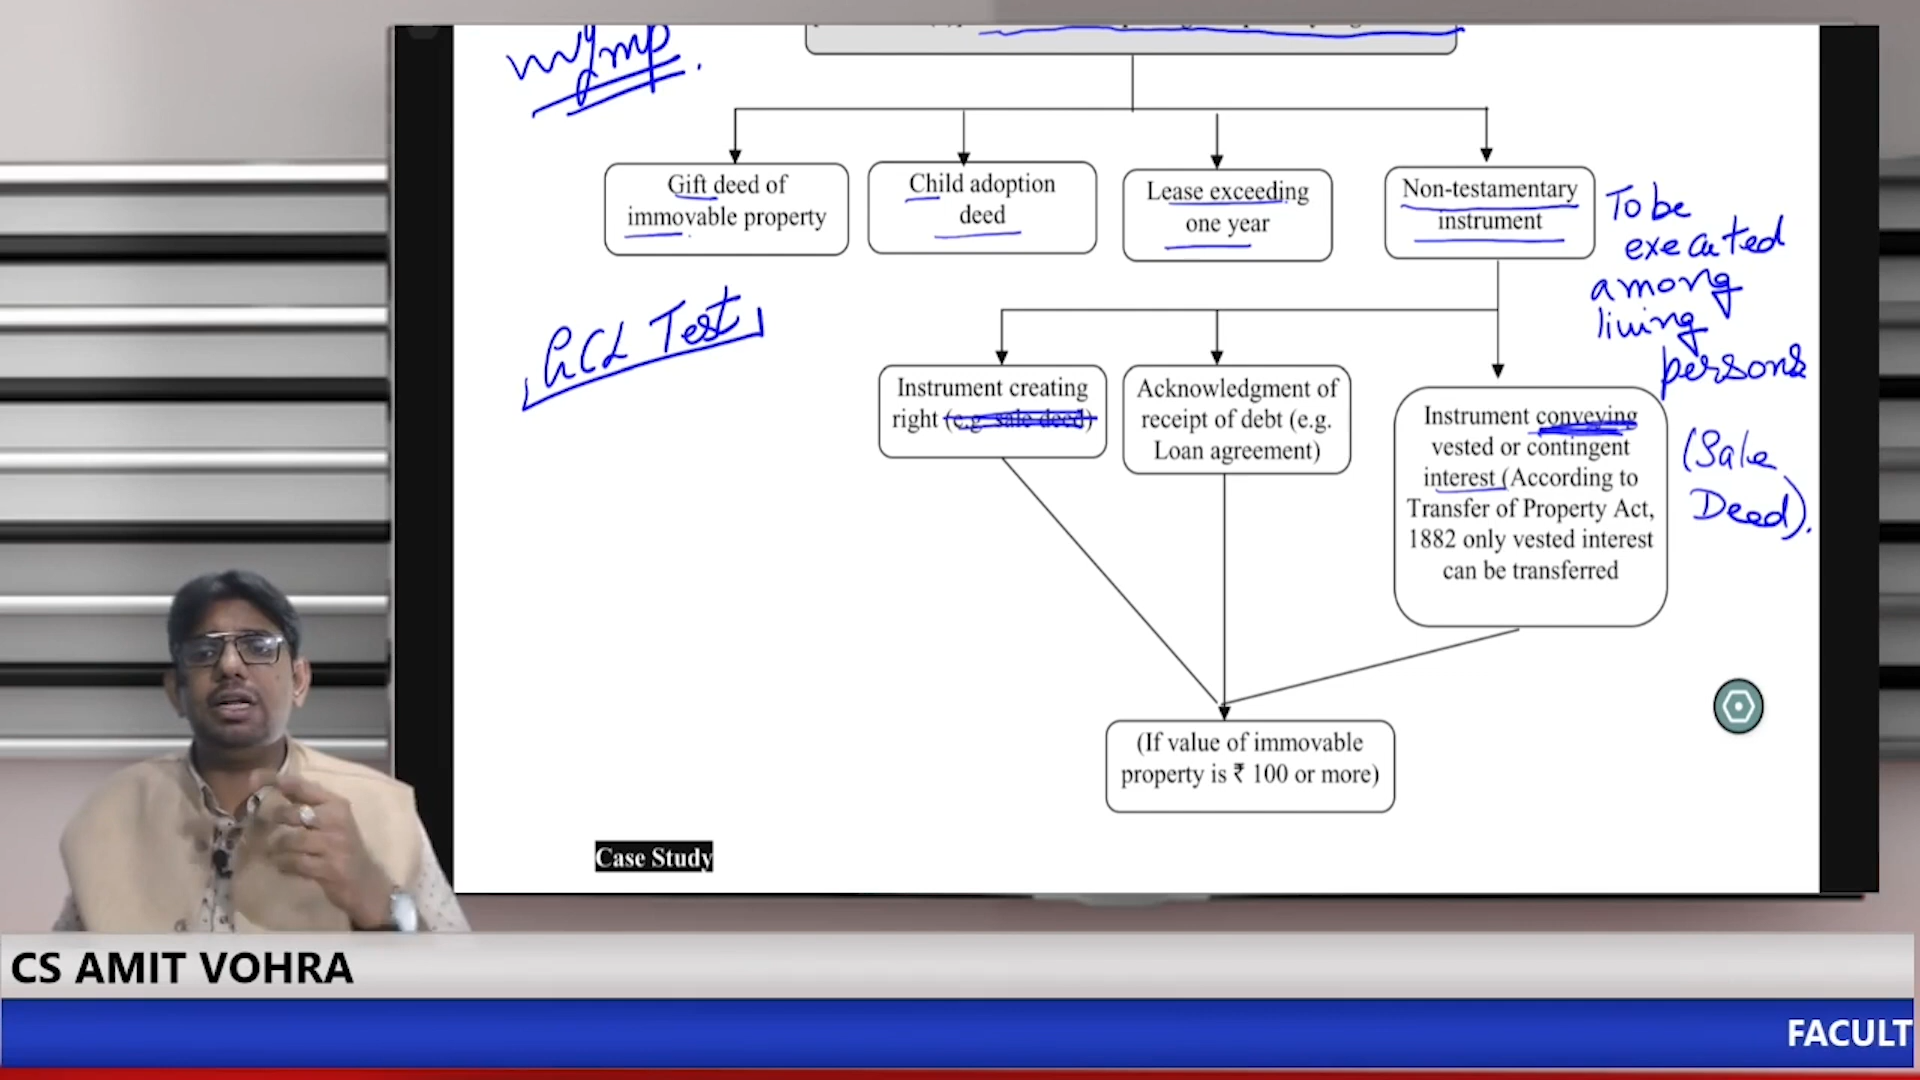 Gift deed of
immovable property
Child adoption
deed
Lease exceeding
one year
Non-testamentary
instrument
To be
executed
among
living
persons
Test
Instrument creating
right (e.g. sale deed)
Acknowledgment of
receipt of debt (e.g.
Loan agreement)
Instrument conveying
vested or contingent
interest (According to
Transfer of Property Act,
1882 only vested interest
can be transferred
(Sale
Deed).
(If value of immovable
property is ₹ 100 or more)
Case Study
CS AMIT VOHRA
FACULT